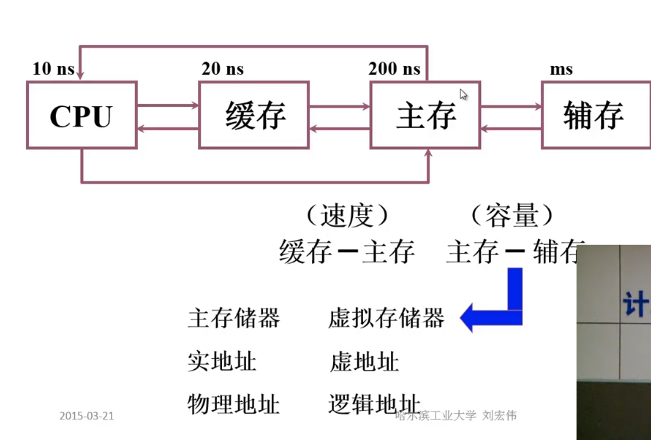 10 ns 20 ns 200 ns ms
CPU 缓存 主存 辅存
（速度） （容量）
缓存－主存 主存－辅存
主存储器 虚拟存储器
实地址 虚地址
物理地址 逻辑地址
2015-03-21 哈尔滨工业大学 刘宏伟
计